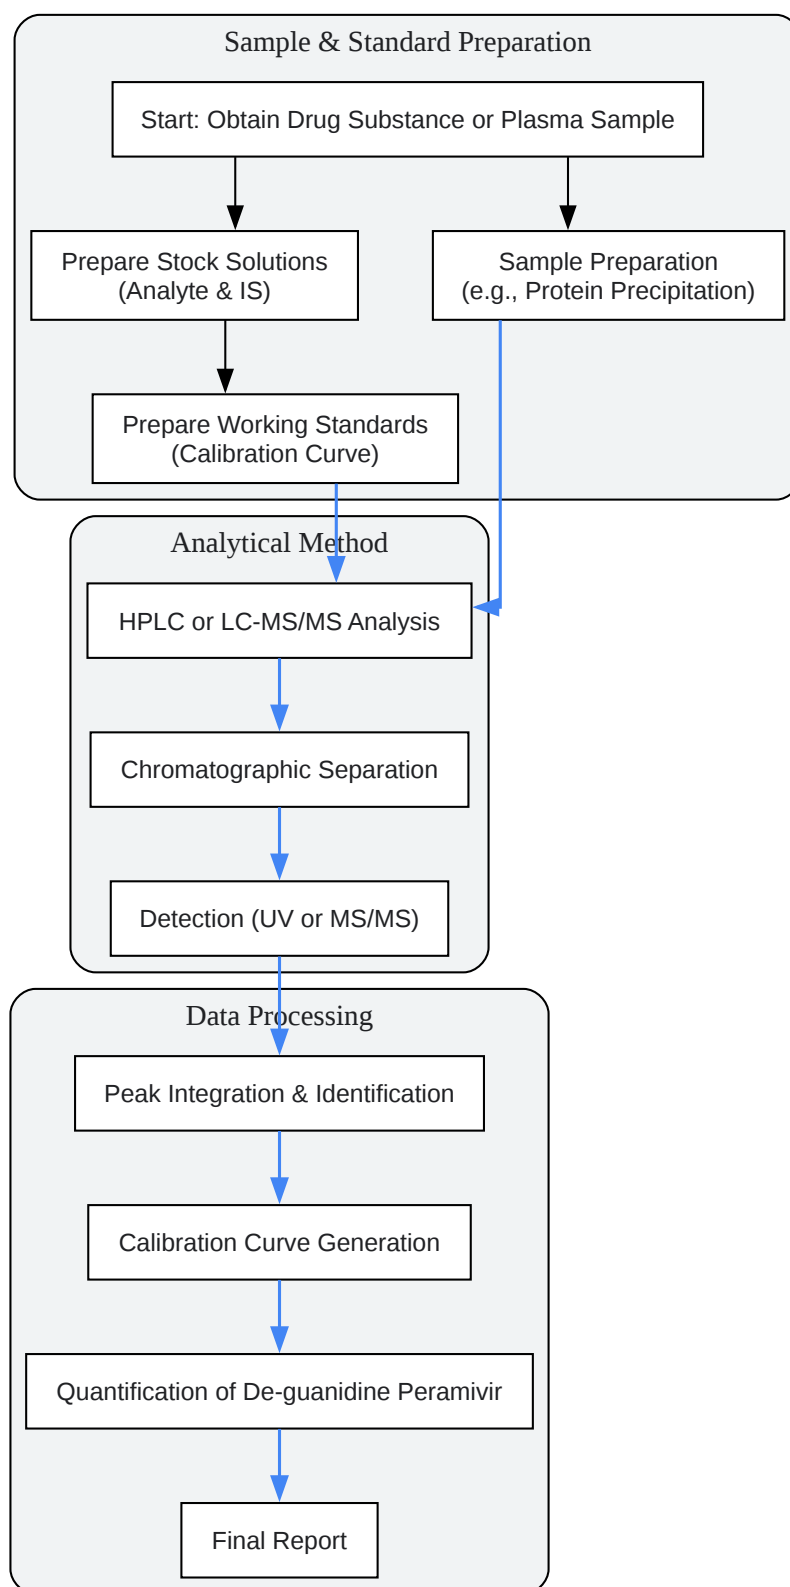 Sample & Standard Preparation
Start: Obtain Drug Substance or Plasma Sample
Prepare Stock Solutions
(Analyte & IS)
Sample Preparation
(e.g., Protein Precipitation)
Prepare Working Standards
(Calibration Curve)
Analytical Method
HPLC or LC-MS/MS Analysis
Chromatographic Separation
Detection (UV or MS/MS)
Data Processing
Peak Integration & Identification
Calibration Curve Generation
Quantification of De-guanidine Peramivir
Final Report